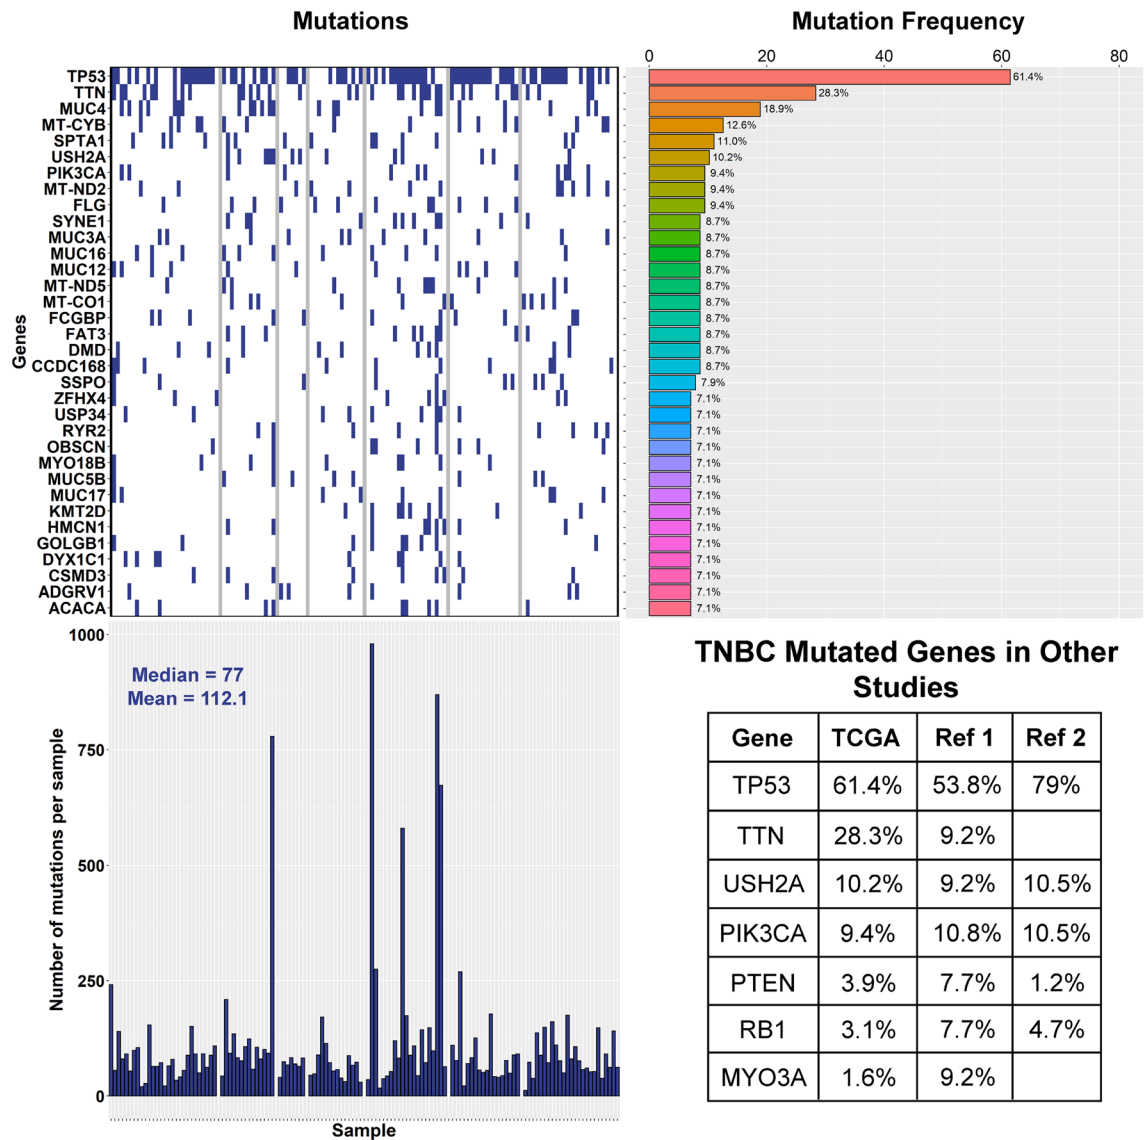 Mutations
Mutation Frequency
0 20 40 60 80
Genes
TP53 61.4%
TTN 28.3%
MUC4 18.9%
MT-CYB 12.6%
SPTA1 11.0%
USH2A 10.2%
PIK3CA 9.4%
MT-ND2 9.4%
FLG 9.4%
SYNE1 8.7%
MUC3A 8.7%
MUC16 8.7%
MUC12 8.7%
MT-ND5 8.7%
MT-CO1 8.7%
FCGBP 8.7%
FAT3 8.7%
DMD 8.7%
CCDC168 8.7%
SSPO 7.9%
ZFHX4 7.1%
USP34 7.1%
RYR2 7.1%
OBSCN 7.1%
MYO18B 7.1%
MUC5B 7.1%
MUC17 7.1%
KMT2D 7.1%
HMCN1 7.1%
GOLGB1 7.1%
DYX1C1 7.1%
CSMD3 7.1%
ADGRV1 7.1%
ACACA 7.1%
Number of mutations per sample
1000
750
500
250
0
Median = 77
Mean = 112.1
Sample
TNBC Mutated Genes in Other
Studies
Gene TCGA Ref 1 Ref 2
TP53 61.4% 53.8% 79%
TTN 28.3% 9.2%
USH2A 10.2% 9.2% 10.5%
PIK3CA 9.4% 10.8% 10.5%
PTEN 3.9% 7.7% 1.2%
RB1 3.1% 7.7% 4.7%
MYO3A 1.6% 9.2%